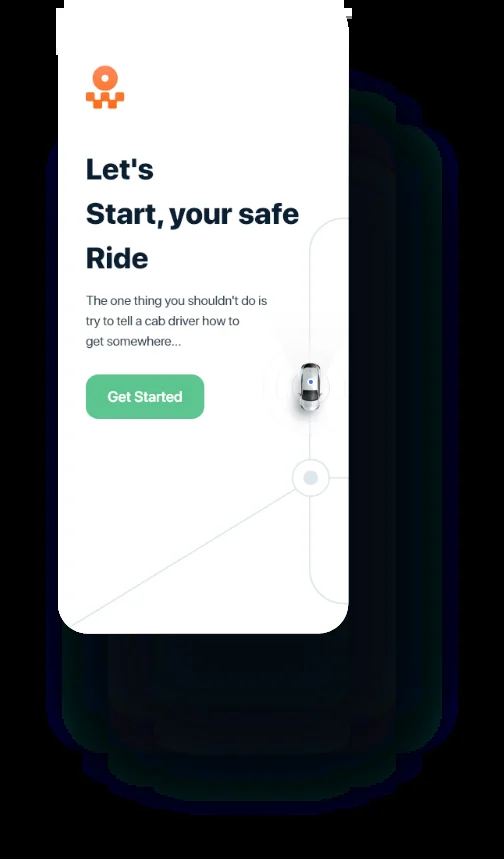 Let's
Start, your safe
Ride
The one thing you shouldn't do is
try to tell a cab driver how to
get somewhere...
Get Started